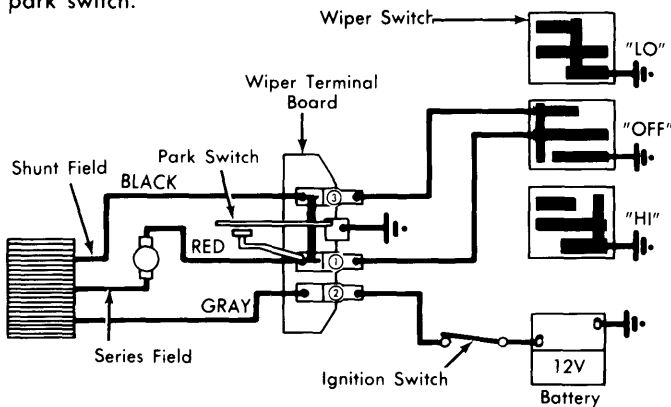 park switch.
Wiper Switch
"LO"
Wiper Terminal
Board
"OFF"
Park Switch
Shunt Field
BLACK
3
"HI"
RED
1
GRAY
2
Series Field
Ignition Switch
12V
Battery